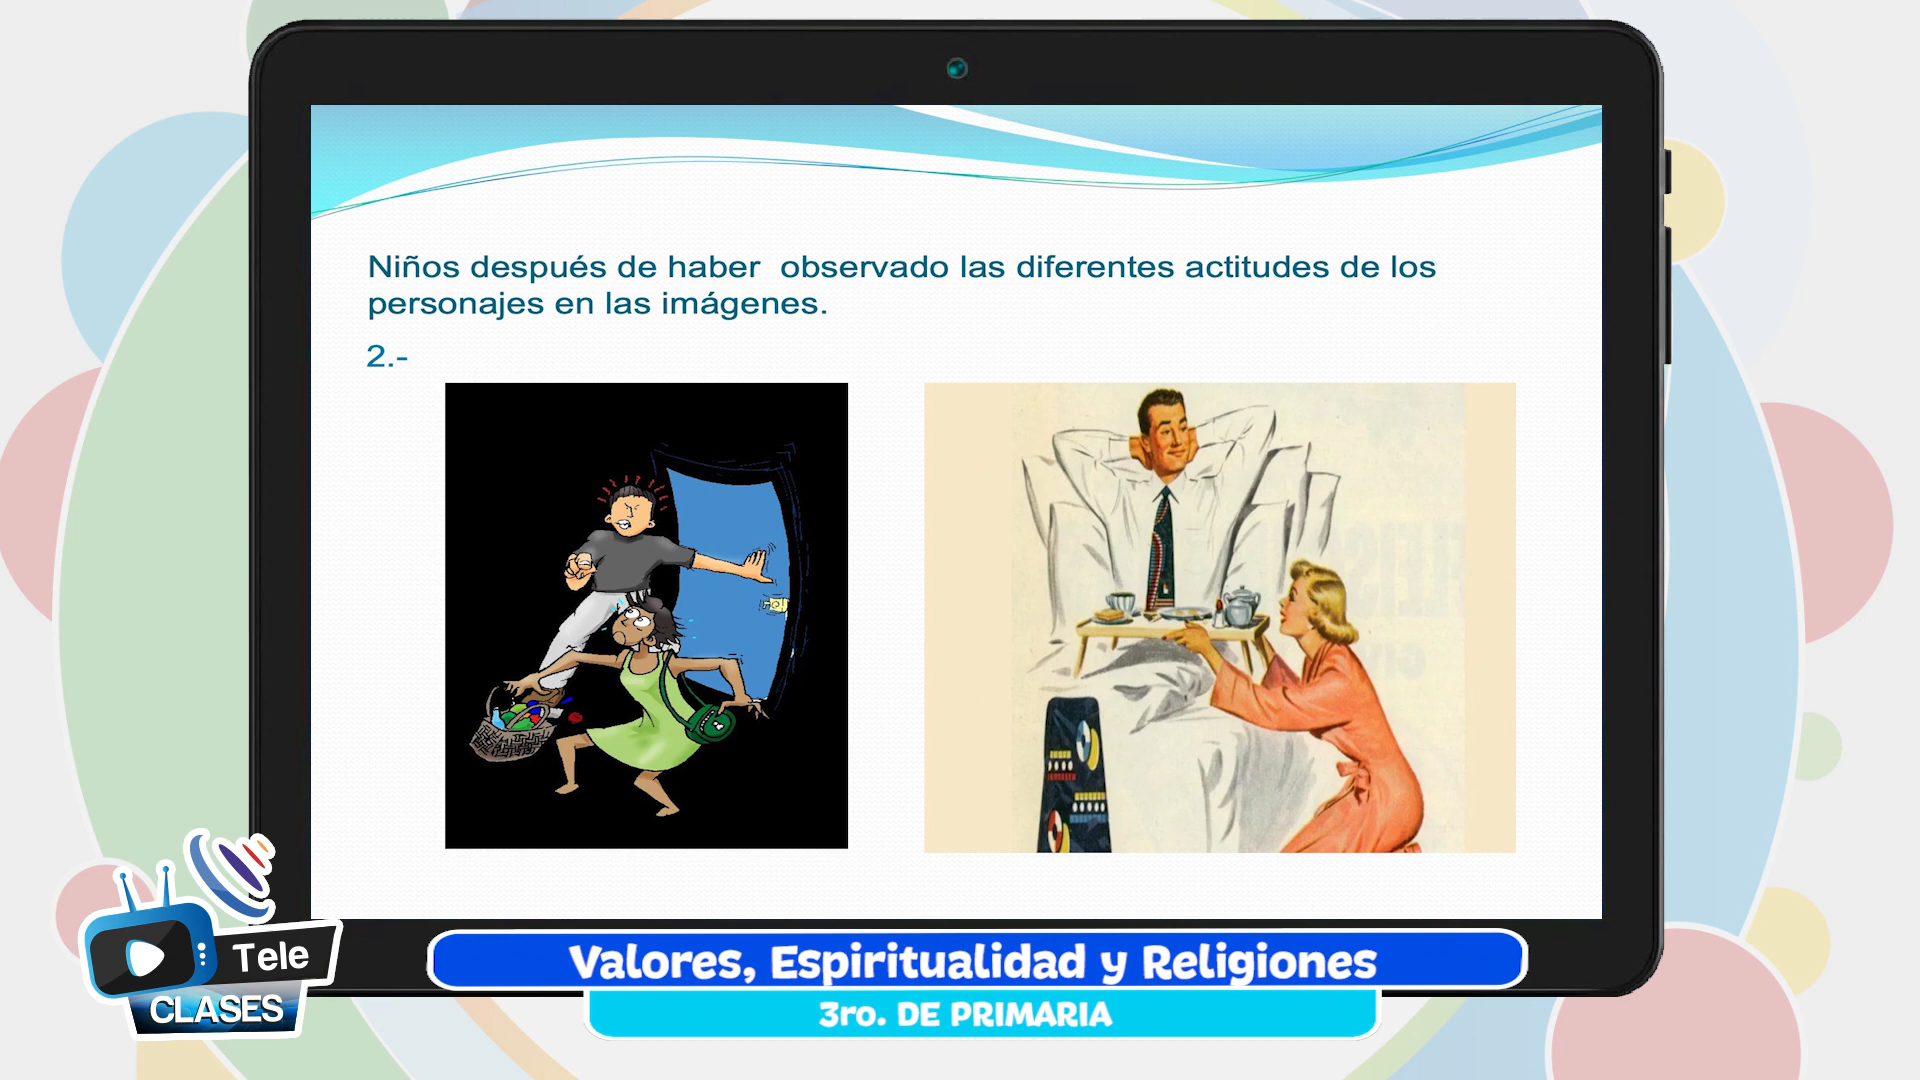 Niños después de haber observado las diferentes actitudes de los
personajes en las imágenes.
2.-
Tele
CLASES
Valores, Espiritualidad y Religiones
3ro. DE PRIMARIA